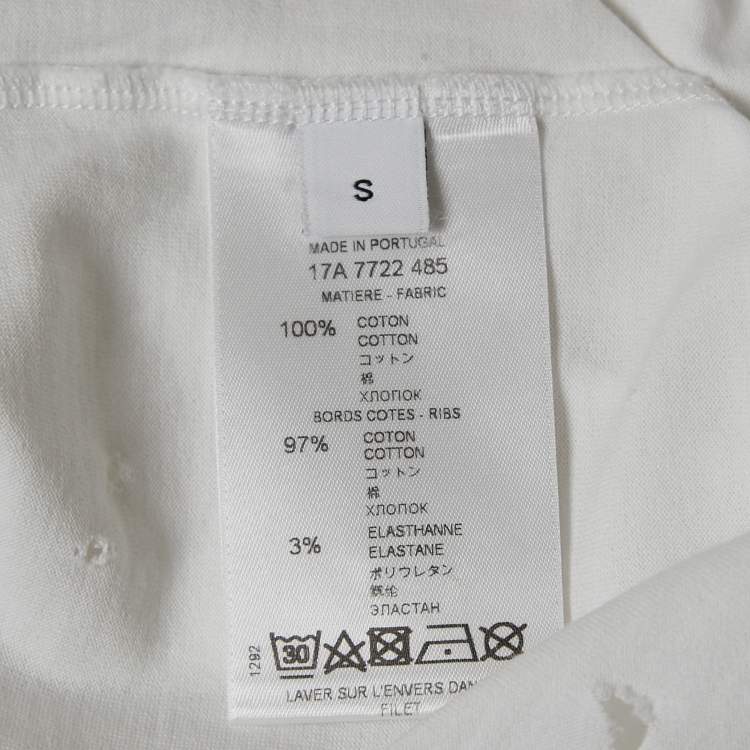 S
MADE IN PORTUGAL
17A 7722 485
MATIERE - FABRIC
100% COTON
COTTON
コットン
棉
ХЛОПОК
BORDS COTES - RIBS
97% COTON
COTTON
コットン
棉
ХЛОПОК
3% ELASTHANNE
ELASTANE
ポリウレタン
氨纶
ЭЛАСТАН
30
1292
LAVER SUR L'ENVERS DAN
FILET